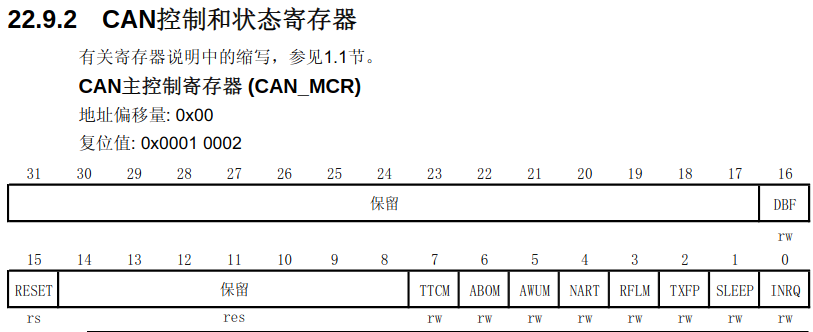 22.9.2 CAN控制和状态寄存器
有关寄存器说明中的缩写，参见1.1节。
CAN主控制寄存器 (CAN_MCR)
地址偏移量: 0x00
复位值: 0x0001 0002
31 30 29 28 27 26 25 24 23 22 21 20 19 18 17 16
保留 DBF
rw
15 14 13 12 11 10 9 8 7 6 5 4 3 2 1 0
RESET 保留 TTCM ABOM AWUM NART RFLM TXFP SLEEP INRQ
rs res rw rw rw rw rw rw rw rw